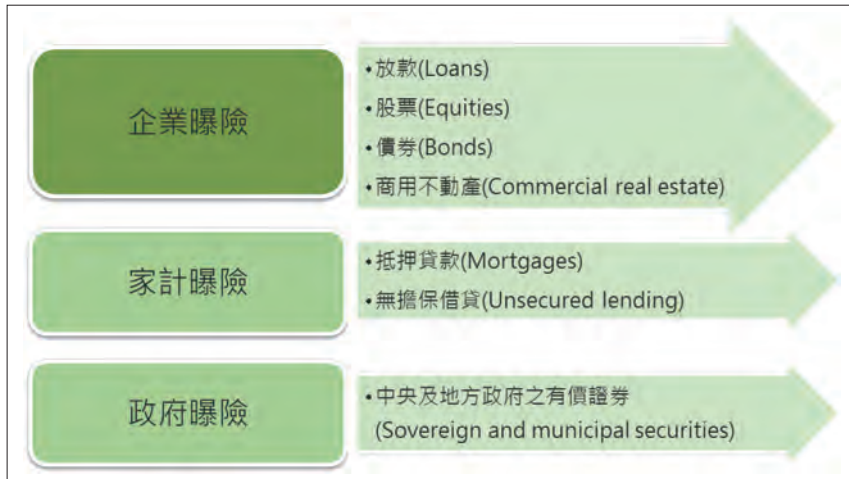 企業曝險
•放款(Loans)
•股票(Equities)
•債券(Bonds)
•商用不動產(Commercial real estate)
家計曝險
•抵押貸款(Mortgages)
•無擔保借貸(Unsecured lending)
政府曝險
•中央及地方政府之有價證券
(Sovereign and municipal securities)